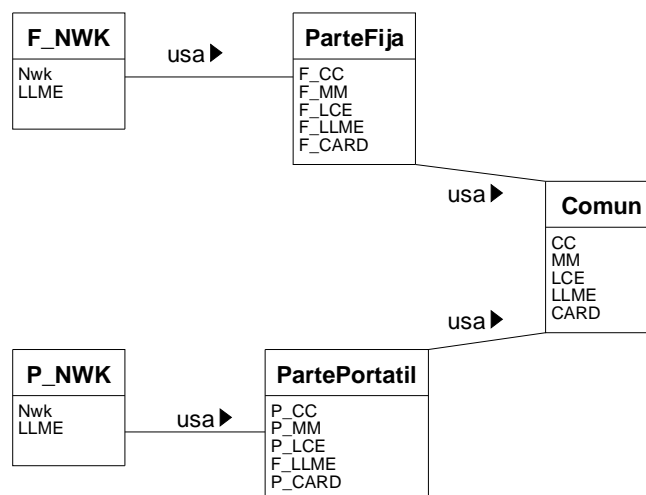 F_NWK
Nwk
LLME
usa
ParteFija
F_CC
F_MM
F_LCE
F_LLME
F_CARD
usa
Comun
CC
MM
LCE
LLME
CARD
usa
P_NWK
Nwk
LLME
usa
PartePortatil
P_CC
P_MM
P_LCE
F_LLME
P_CARD